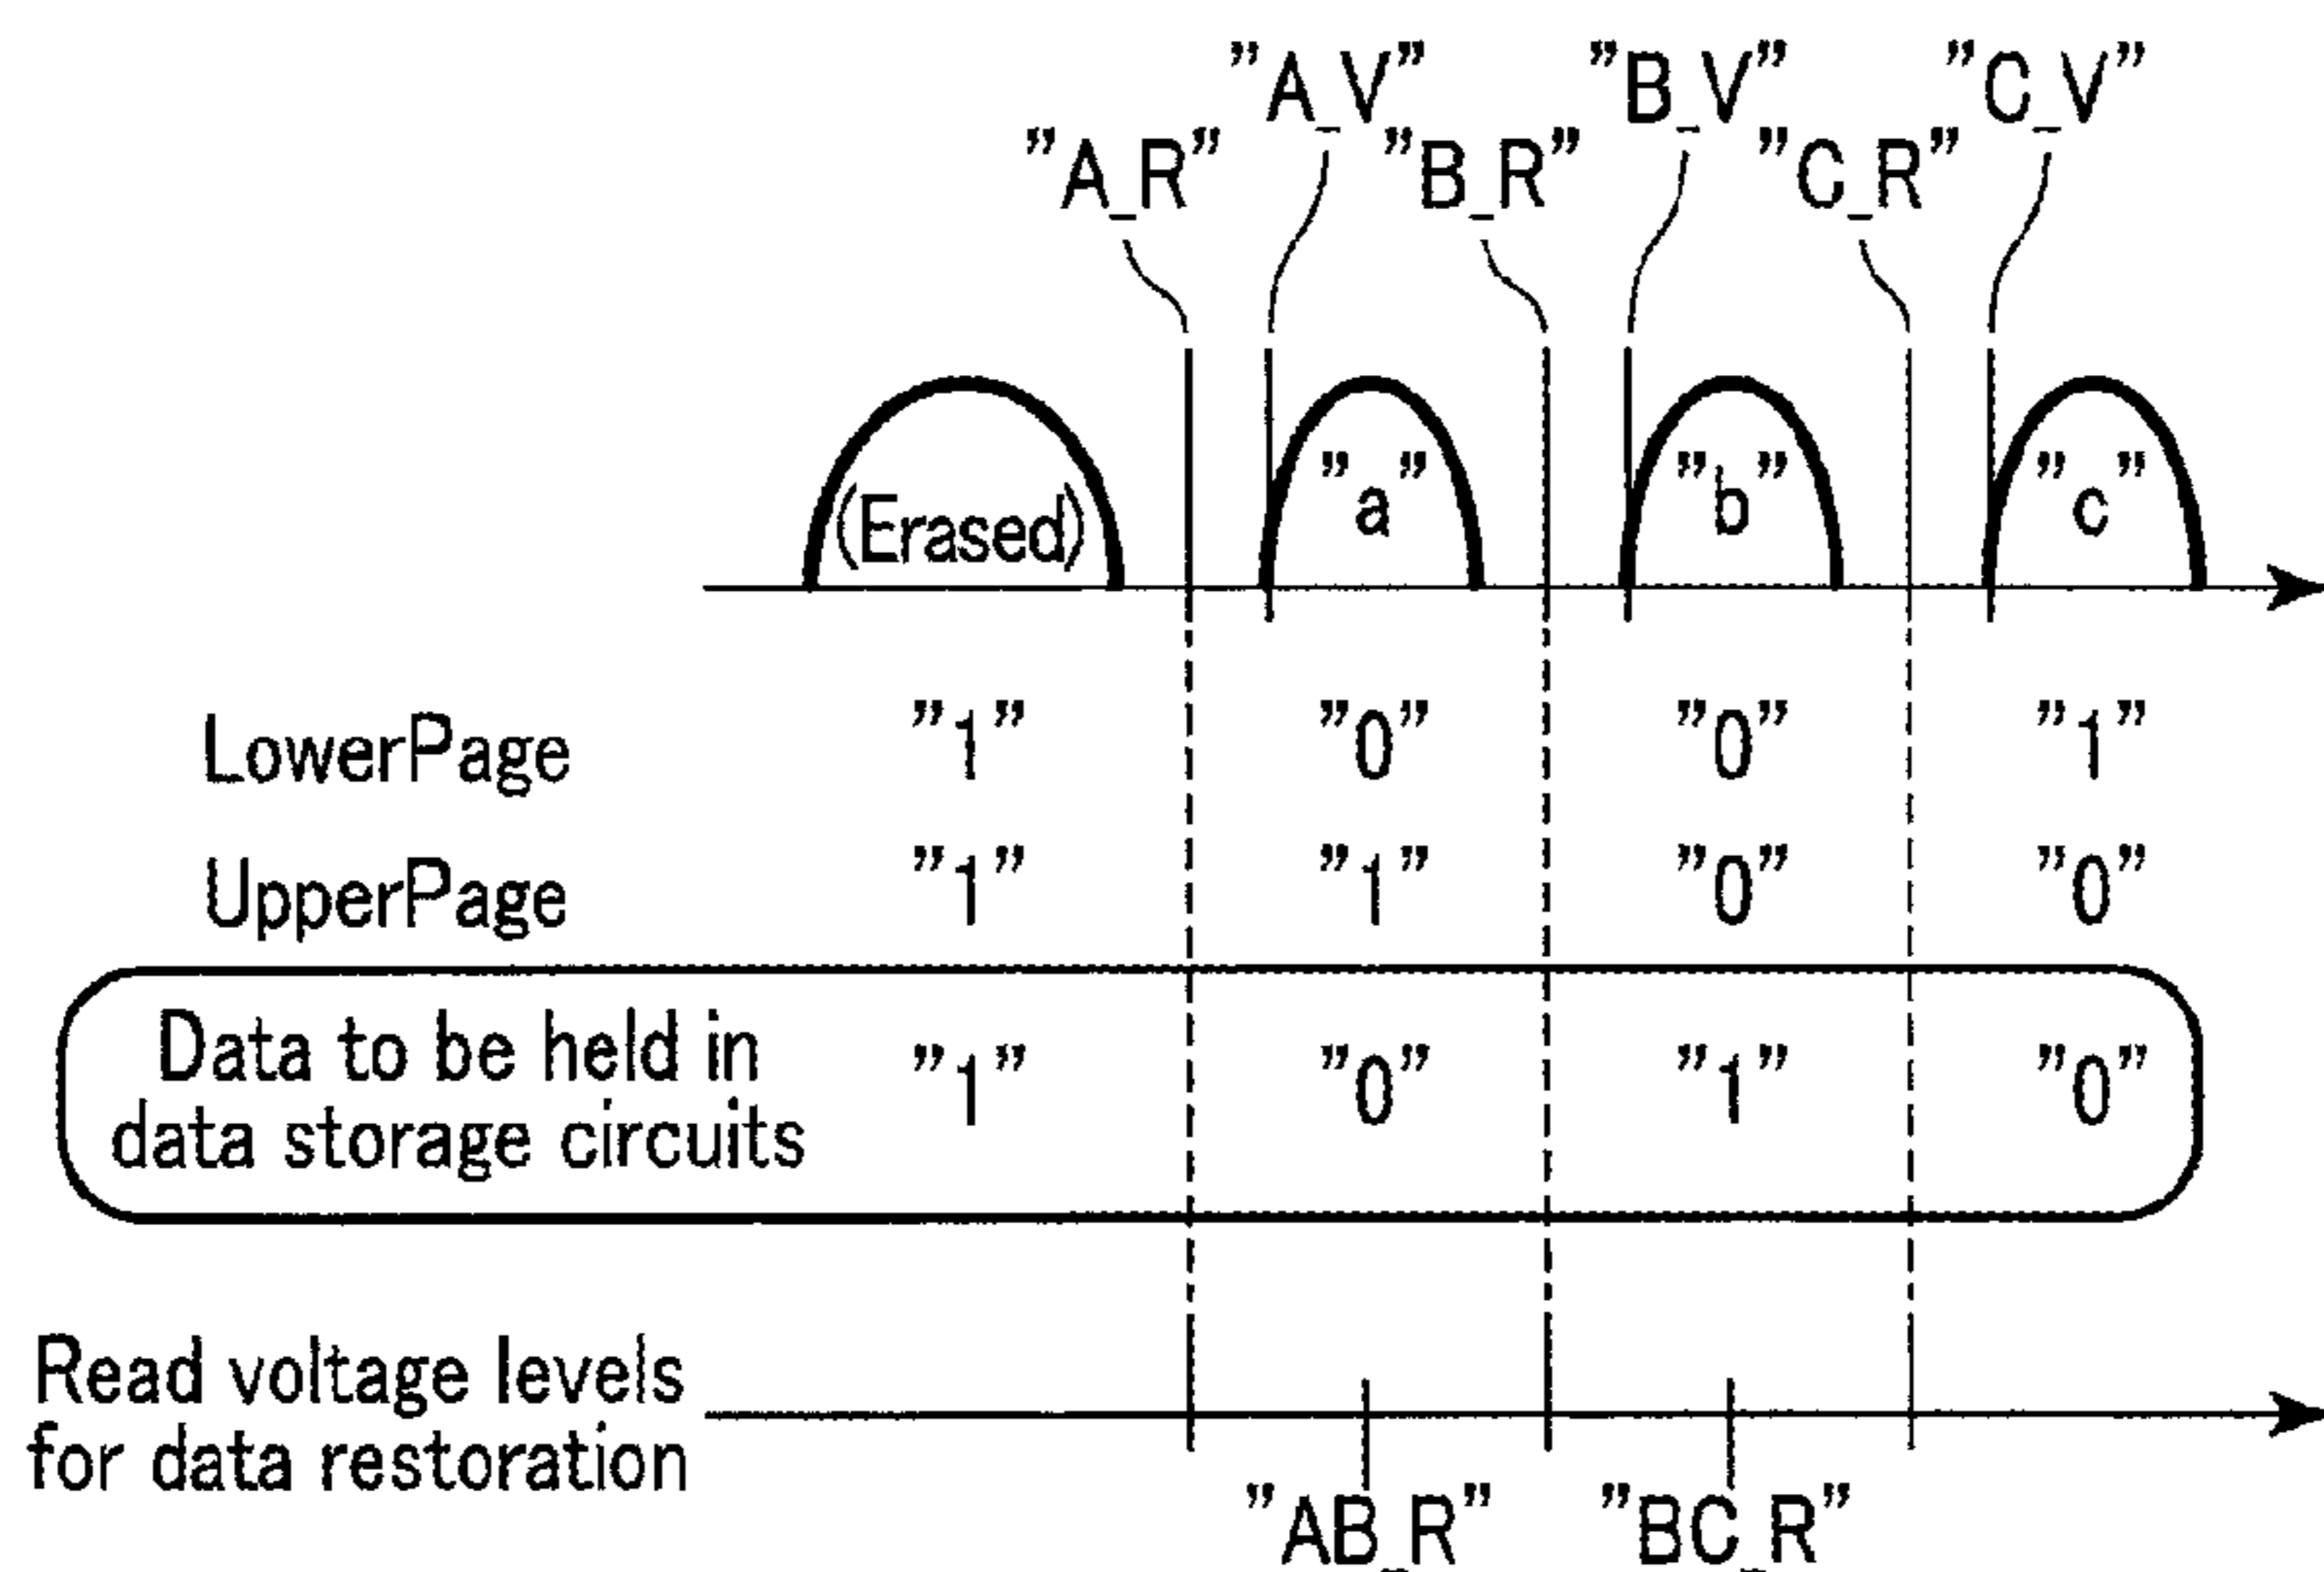 "A_V" "B_V" "C_V"
"A_R" "B_R" "C_R"
(Erased) "a" "b" "c"
LowerPage "1" "0" "0" "1"
UpperPage "1" "1" "0" "0"
Data to be held in
data storage circuits "1" "0" "1" "0"
Read voltage levels
for data restoration
"AB_R" "BC_R"